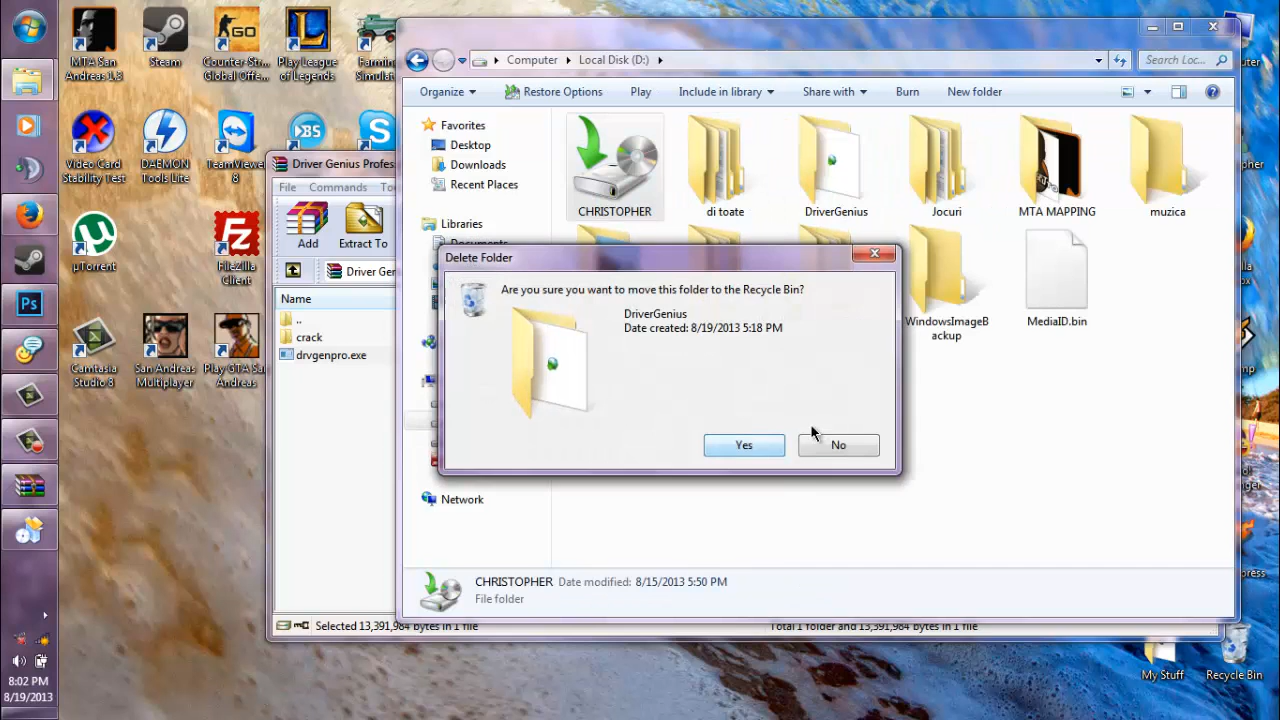 MTA San
Andreas 1.3
Steam
Counter-Str...
Global Offe...
Play League
of Legends
Farmin
Simulat
Video Card
Stability Test
DAEMON
Tools Lite
TeamViewer
8
µTorrent
FileZilla
Client
Camtasia
Studio 8
San Andreas
Multiplayer
Play GTA San
Andreas
Driver Genius Profes
File
Commands
To
Add
Extract To
Driver Gen
Name
..
crack
drvgenpro.exe
Selected 13,391,984 bytes in 1 file
Total 1 folder and 13,391,984 bytes in 1 file
Computer
Local Disk (D:)
Search Loc...
Organize
Restore Options
Play
Include in library
Share with
Burn
New folder
Favorites
Desktop
Downloads
Recent Places
Libraries
Documents
Network
CHRISTOPHER
di toate
DriverGenius
Jocuri
MTA MAPPING
muzica
WindowsImageB
ackup
MediaID.bin
Delete Folder
Are you sure you want to move this folder to the Recycle Bin?
DriverGenius
Date created: 8/19/2013 5:18 PM
Yes
No
CHRISTOPHER
Date modified: 8/15/2013 5:50 PM
File folder
My Stuff
Recycle Bin
8:02 PM
8/19/2013